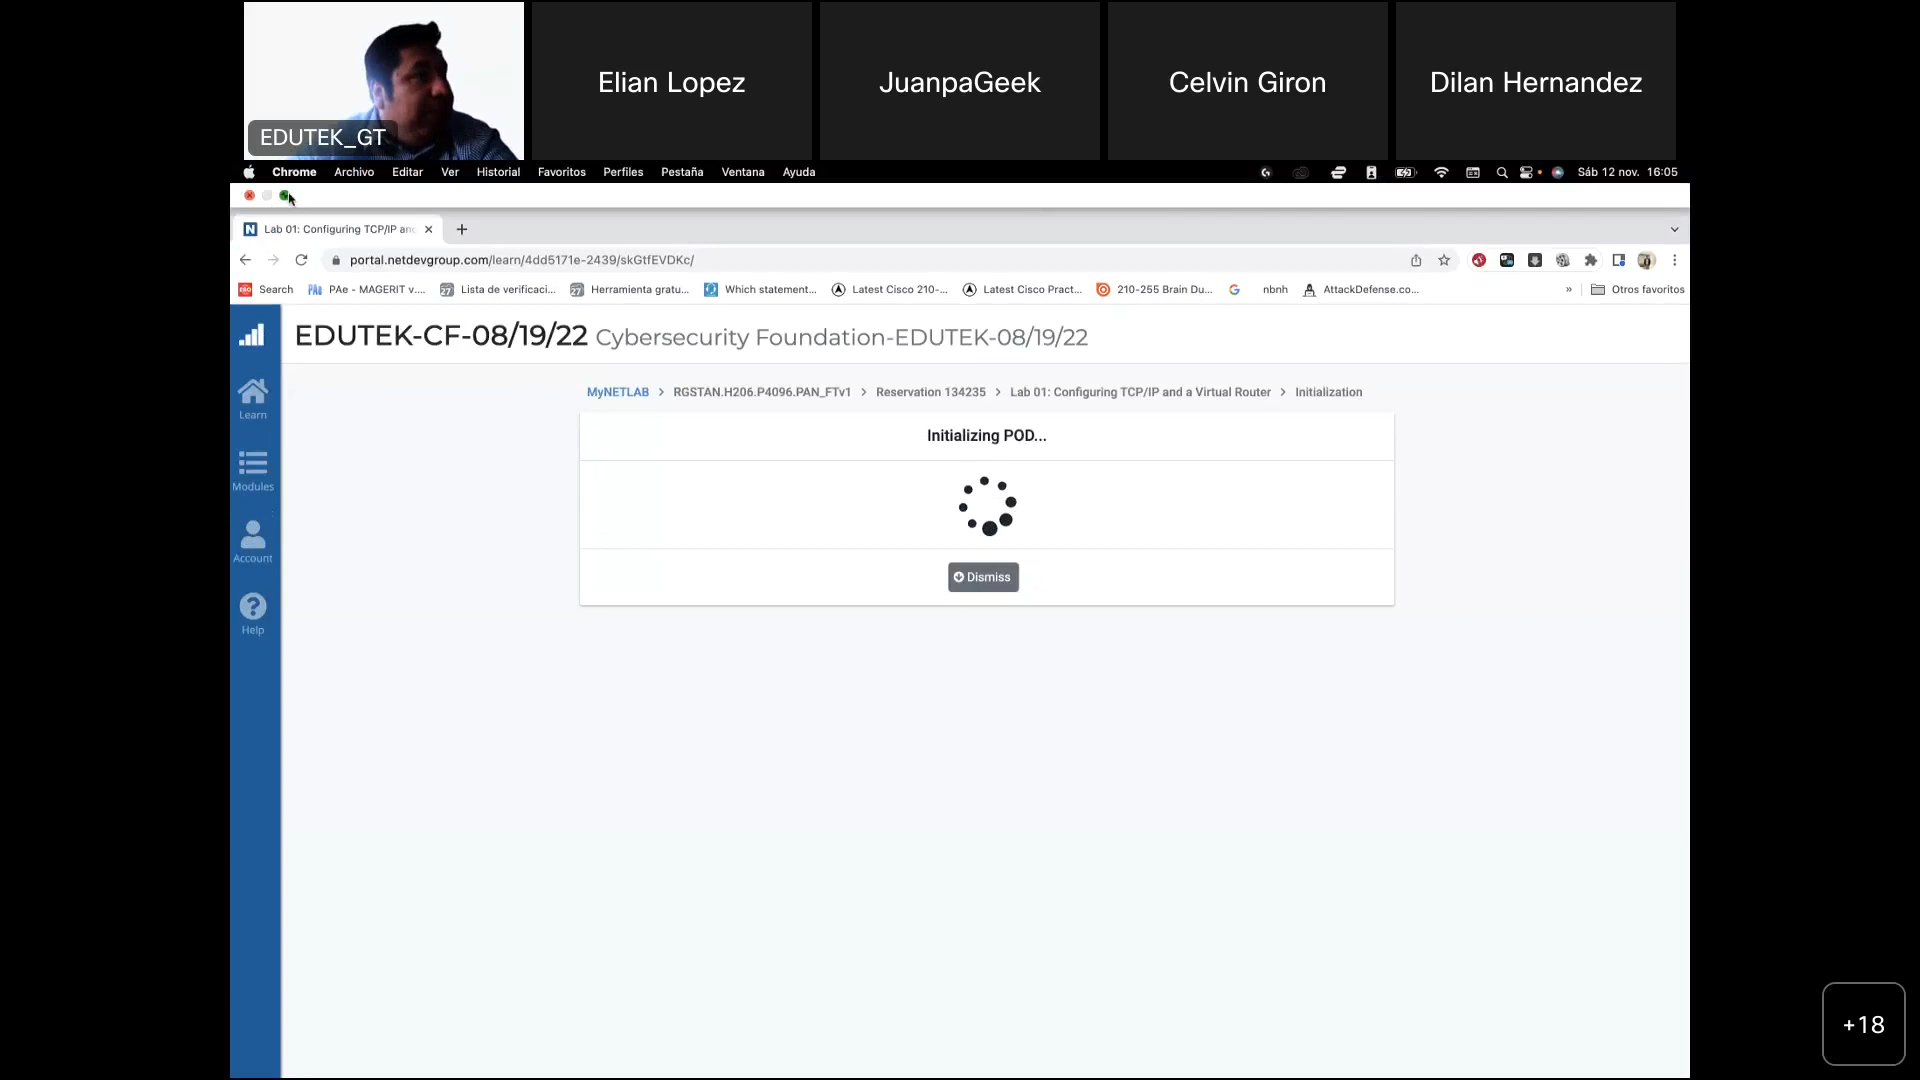 EDUTEK_GT
Elian Lopez
JuanpaGeek
Celvin Giron
Dilan Hernandez
Chrome Archivo Editar Ver Historial Favoritos Perfiles Pestaña Ventana Ayuda Sáb 12 nov. 16:05
Lab 01: Configuring TCP/IP an
portal.netdevgroup.com/learn/4dd5171e-2439/skGtfEVDKc/
Search PAe - MAGERIT v.... Lista de verificaci... Herramienta gratu... Which statement... Latest Cisco 210-... Latest Cisco Pract... 210-255 Brain Du... nbnh AttackDefense.co... » Otros favoritos
EDUTEK-CF-08/19/22 Cybersecurity Foundation-EDUTEK-08/19/22
MyNETLAB > RGSTAN.H206.P4096.PAN_FTv1 > Reservation 134235 > Lab 01: Configuring TCP/IP and a Virtual Router > Initialization
Learn
Modules
Account
Help
Initializing POD...
Dismiss
+18